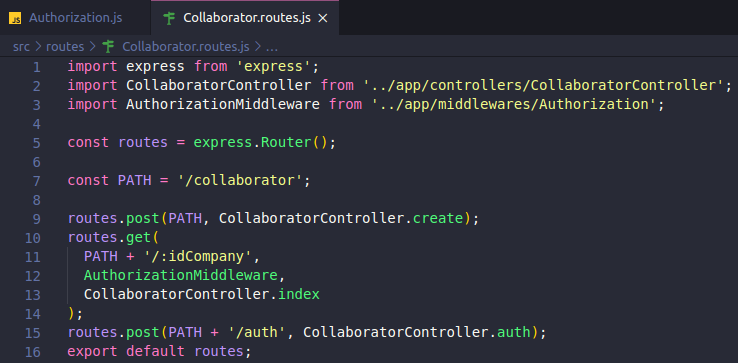 JS Authorization.js Collaborator.routes.js ×
src > routes > Collaborator.routes.js > ...
1 import express from 'express';
2 import CollaboratorController from '../app/controllers/CollaboratorController';
3 import AuthorizationMiddleware from '../app/middlewares/Authorization';
4
5 const routes = express.Router();
6
7 const PATH = '/collaborator';
8
9 routes.post(PATH, CollaboratorController.create);
10 routes.get(
11   PATH + '/:idCompany',
12   AuthorizationMiddleware,
13   CollaboratorController.index
14 );
15 routes.post(PATH + '/auth', CollaboratorController.auth);
16 export default routes;